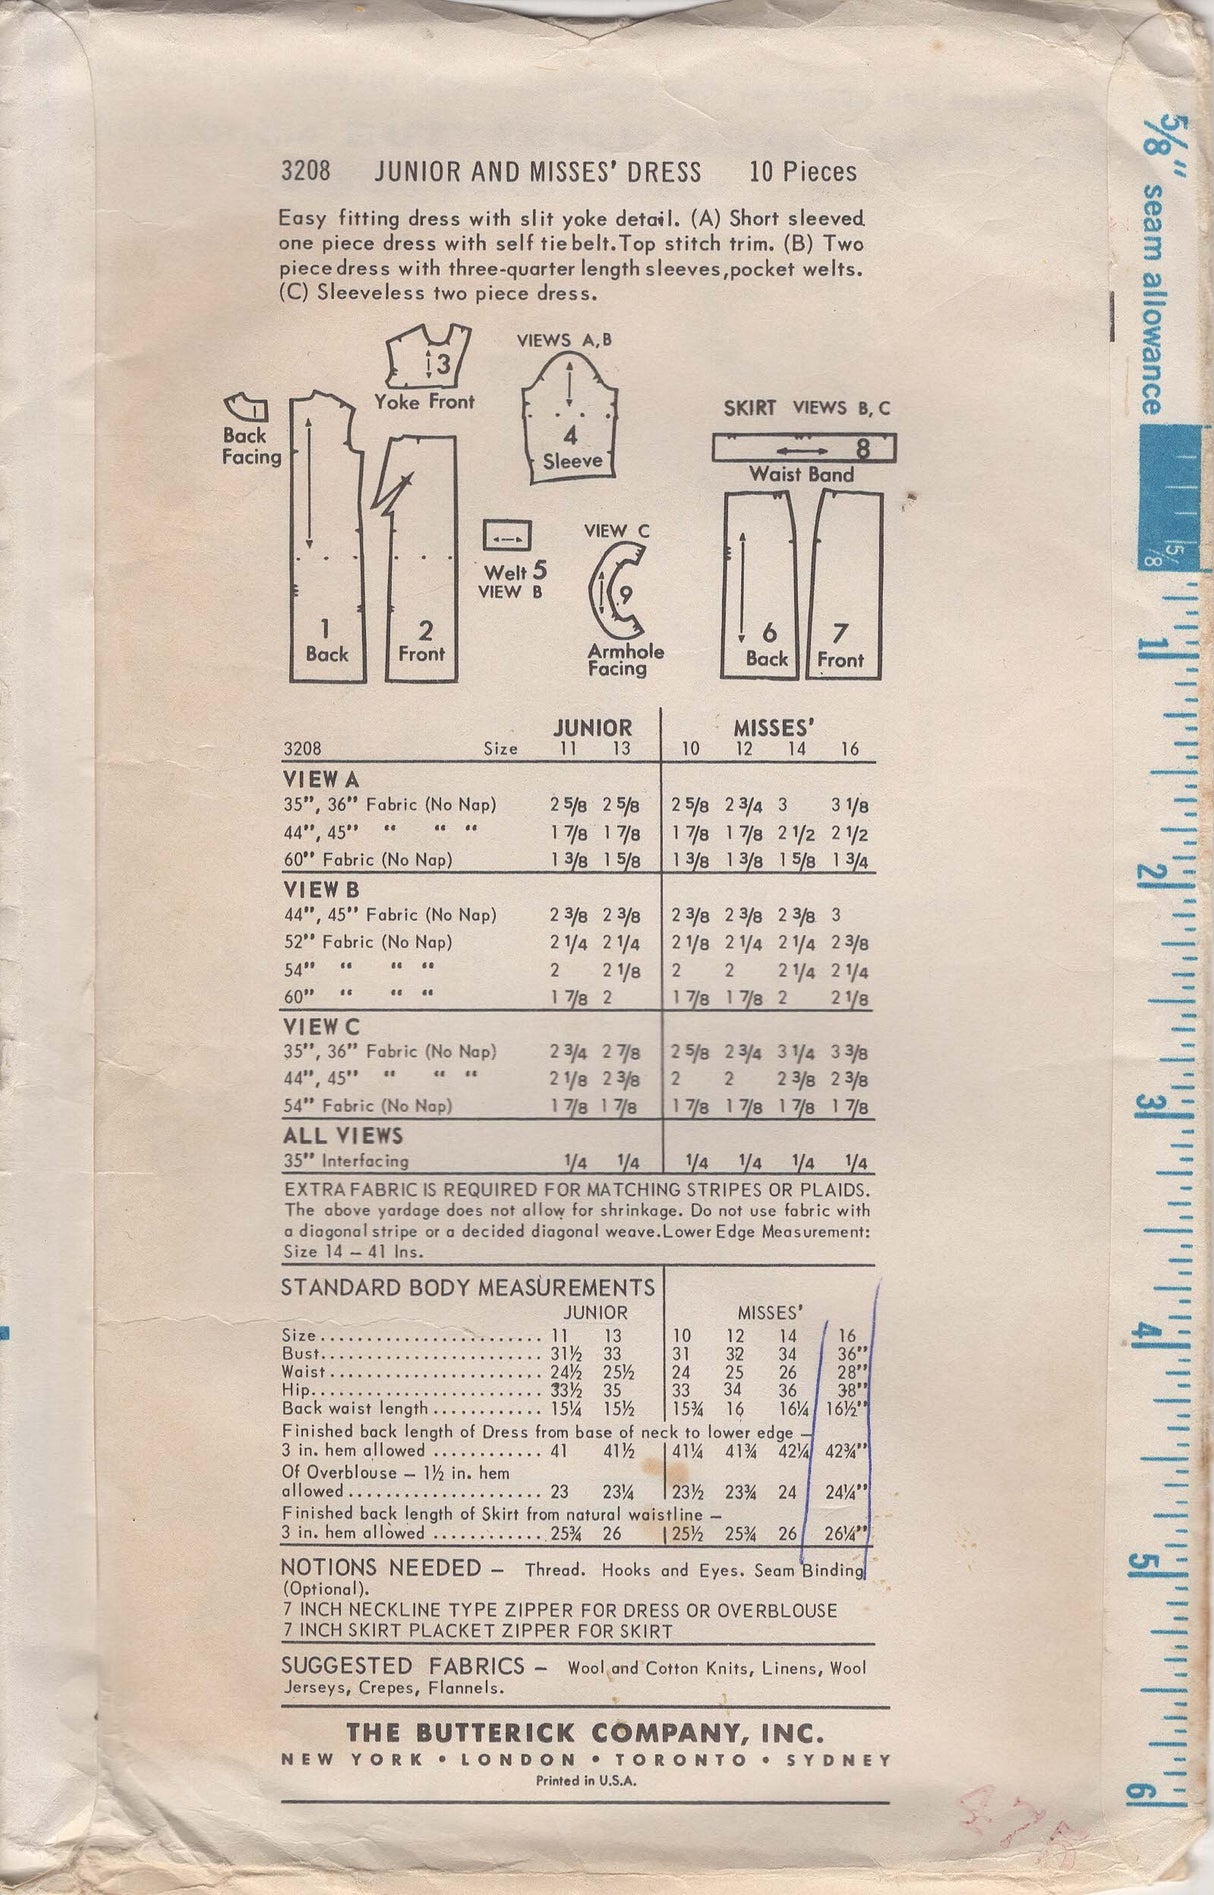 3208 JUNIOR AND MISSES' DRESS 10 Pieces
Easy fitting dress with slit yoke detail. (A) Short sleeved
one piece dress with self tie belt. Top stitch trim. (B) Two
piece dress with three-quarter length sleeves, pocket welts.
(C) Sleeveless two piece dress.
1
Back
Facing
3
Yoke Front
VIEWS A, B
4
Sleeve
SKIRT VIEWS B, C
8
Waist Band
1
Back
2
Front
Welt 5
VIEW B
VIEW C
9
Armhole
Facing
6
Back
7
Front
JUNIOR MISSES'
3208 Size 11 13 10 12 14 16
VIEW A
35", 36" Fabric (No Nap) 2 5/8 2 5/8 2 5/8 2 3/4 3 3 1/8
44", 45" " " " 1 7/8 1 7/8 1 7/8 1 7/8 2 1/2 2 1/2
60" Fabric (No Nap) 1 3/8 1 5/8 1 3/8 1 3/8 1 5/8 1 3/4
VIEW B
44", 45" Fabric (No Nap) 2 3/8 2 3/8 2 3/8 2 3/8 2 3/8 3
52" Fabric (No Nap) 2 1/4 2 1/4 2 1/8 2 1/4 2 1/4 2 3/8
54" " " " 2 2 1/8 2 2 2 1/4 2 1/4
60" " " " 1 7/8 2 1 7/8 1 7/8 2 2 1/8
VIEW C
35", 36" Fabric (No Nap) 2 3/4 2 7/8 2 5/8 2 3/4 3 1/4 3 3/8
44", 45" " " " 2 1/8 2 3/8 2 2 2 3/8 2 3/8
54" Fabric (No Nap) 1 7/8 1 7/8 1 7/8 1 7/8 1 7/8 1 7/8
ALL VIEWS
35" Interfacing 1/4 1/4 1/4 1/4 1/4 1/4
EXTRA FABRIC IS REQUIRED FOR MATCHING STRIPES OR PLAIDS.
The above yardage does not allow for shrinkage. Do not use fabric with
a diagonal stripe or a decided diagonal weave. Lower Edge Measurement:
Size 14 – 41 Ins.
STANDARD BODY MEASUREMENTS
JUNIOR MISSES'
Size........................ 11 13 10 12 14 16
Bust........................ 31½ 33 31 32 34 36"
Waist....................... 24½ 25½ 24 25 26 28"
Hip......................... 33½ 35 33 34 36 38"
Back waist length............ 15¼ 15½ 15¾ 16 16¼ 16½"
Finished back length of Dress from base of neck to lower edge –
3 in. hem allowed ............ 41 41½ 41¼ 41¾ 42¼ 42¾"
Of Overblouse – 1½ in. hem
allowed..................... 23 23¼ 23½ 23¾ 24 24¼"
Finished back length of Skirt from natural waistline –
3 in. hem allowed ............ 25¾ 26 25½ 25¾ 26 26¼"
NOTIONS NEEDED – Thread. Hooks and Eyes. Seam Binding
(Optional).
7 INCH NECKLINE TYPE ZIPPER FOR DRESS OR OVERBLOUSE
7 INCH SKIRT PLACKET ZIPPER FOR SKIRT
SUGGESTED FABRICS – Wool and Cotton Knits, Linens, Wool
Jerseys, Crepes, Flannels.
THE BUTTERICK COMPANY, INC.
NEW YORK • LONDON • TORONTO • SYDNEY
Printed in U.S.A.
5/8" seam allowance
5/8
1
2
3
4
5
6